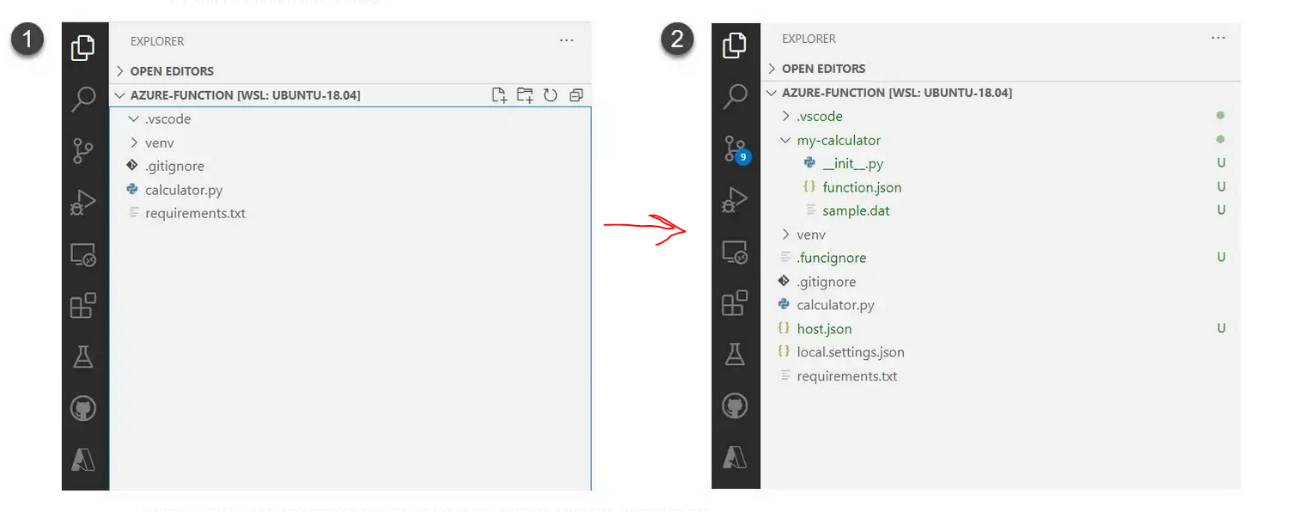 1
EXPLORER
OPEN EDITORS
AZURE-FUNCTION [WSL: UBUNTU-18.04]
.vscode
venv
.gitignore
calculator.py
requirements.txt
2
EXPLORER
OPEN EDITORS
AZURE-FUNCTION [WSL: UBUNTU-18.04]
.vscode
my-calculator
__init__.py U
function.json U
sample.dat U
venv
.funcignore U
.gitignore
calculator.py
host.json U
local.settings.json
requirements.txt
9